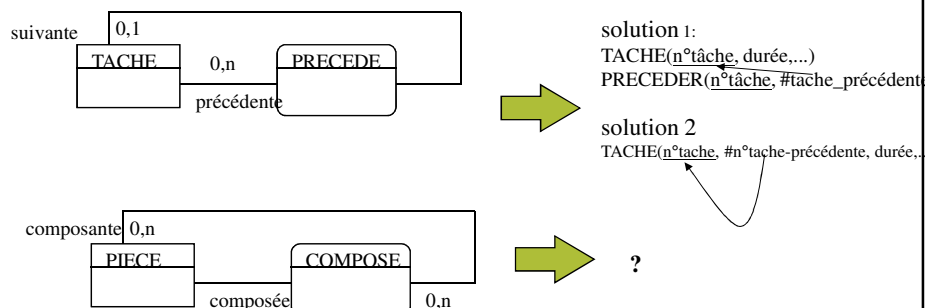 suivante
0,1
TACHE
0,n
PRECEDE
précédente
solution 1:
TACHE(n°tâche, durée,...)
PRECEDER(n°tâche, #tache_précédente
solution 2
TACHE(n°tache, #n°tache-précédente, durée,..
composante
0,n
PIECE
COMPOSE
composée
0,n
?